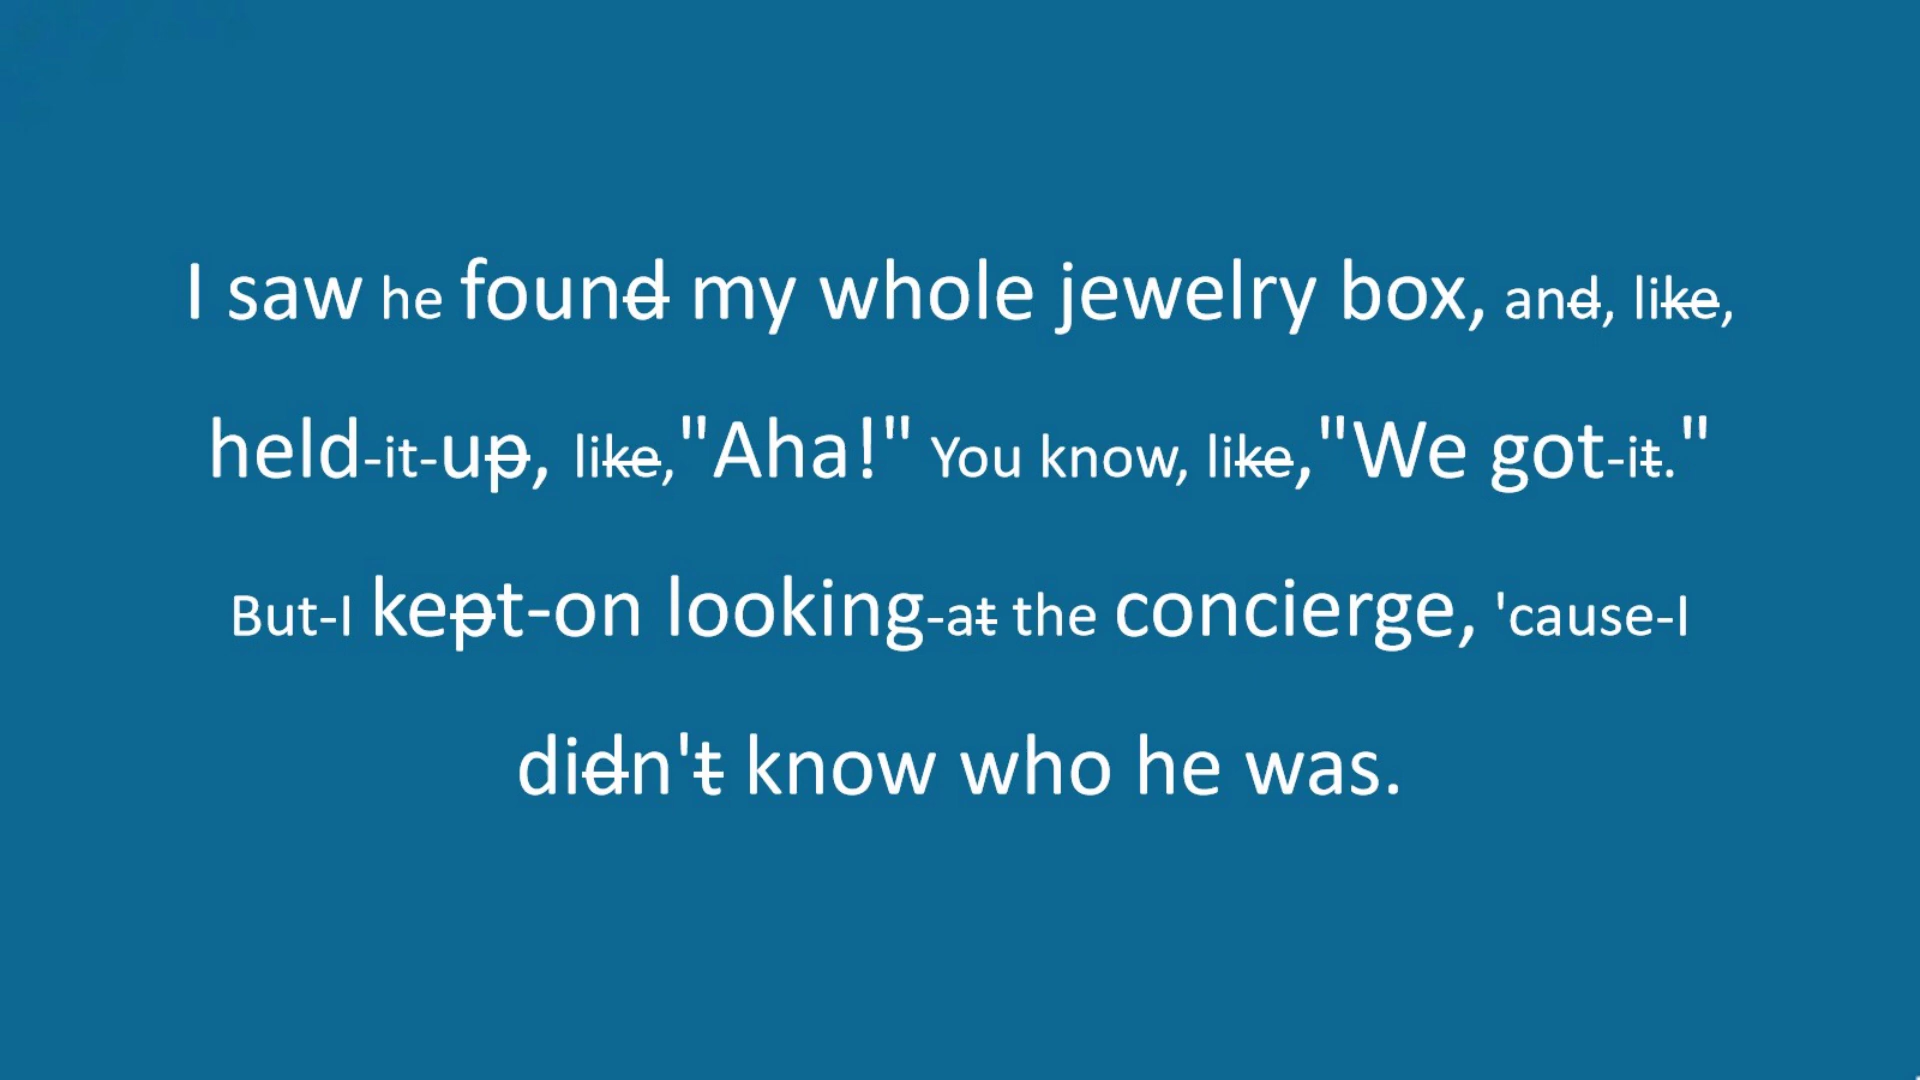 I saw he found my whole jewelry box, and, like,
held-it-up, like,"Aha!" You know, like,"We got-it."
But-I kept-on looking-at the concierge, 'cause-I
didn't know who he was.